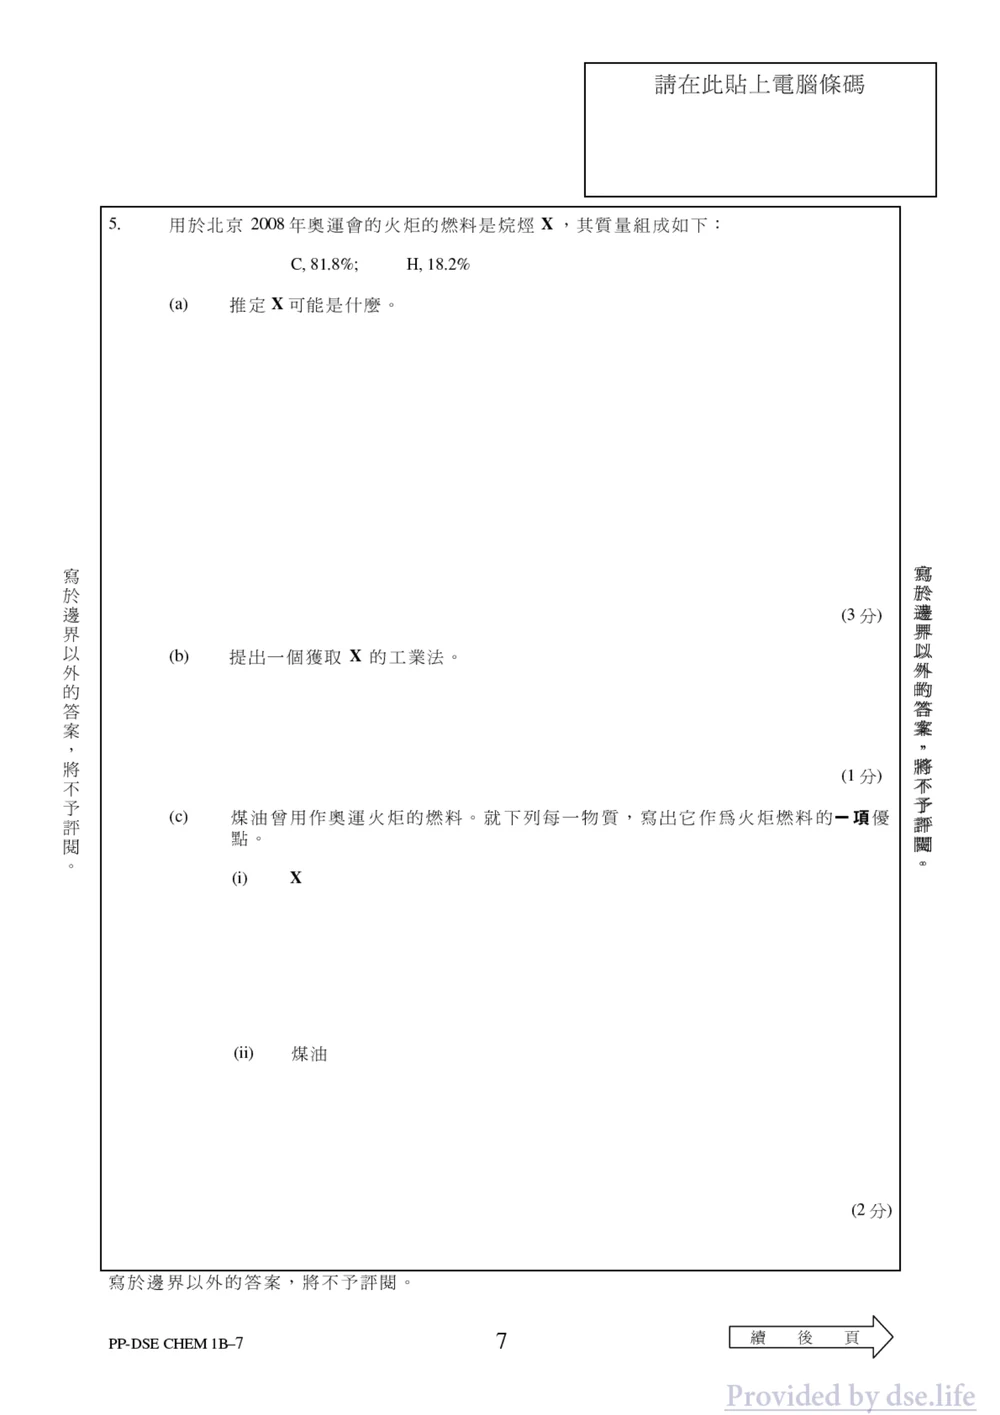 請在此貼上電腦條碼
5. 用於北京 2008 年奧運會的火炬的燃料是烷烴 X，其質量組成如下：
C, 81.8%; H, 18.2%
(a) 推定 X 可能是什麼。
(3 分)
(b) 提出一個獲取 X 的工業法。
(1 分)
(c) 煤油曾用作奧運火炬的燃料。就下列每一物質，寫出它作爲火炬燃料的一項優
點。
(i) X
(ii) 煤油
(2 分)
寫於邊界以外的答案，將不予評閱。
寫於邊界以外的答案，將不予評閱。
寫於邊界以外的答案，將不予評閱。
PP-DSE CHEM 1B–7
7
續後頁
Provided by dse.life